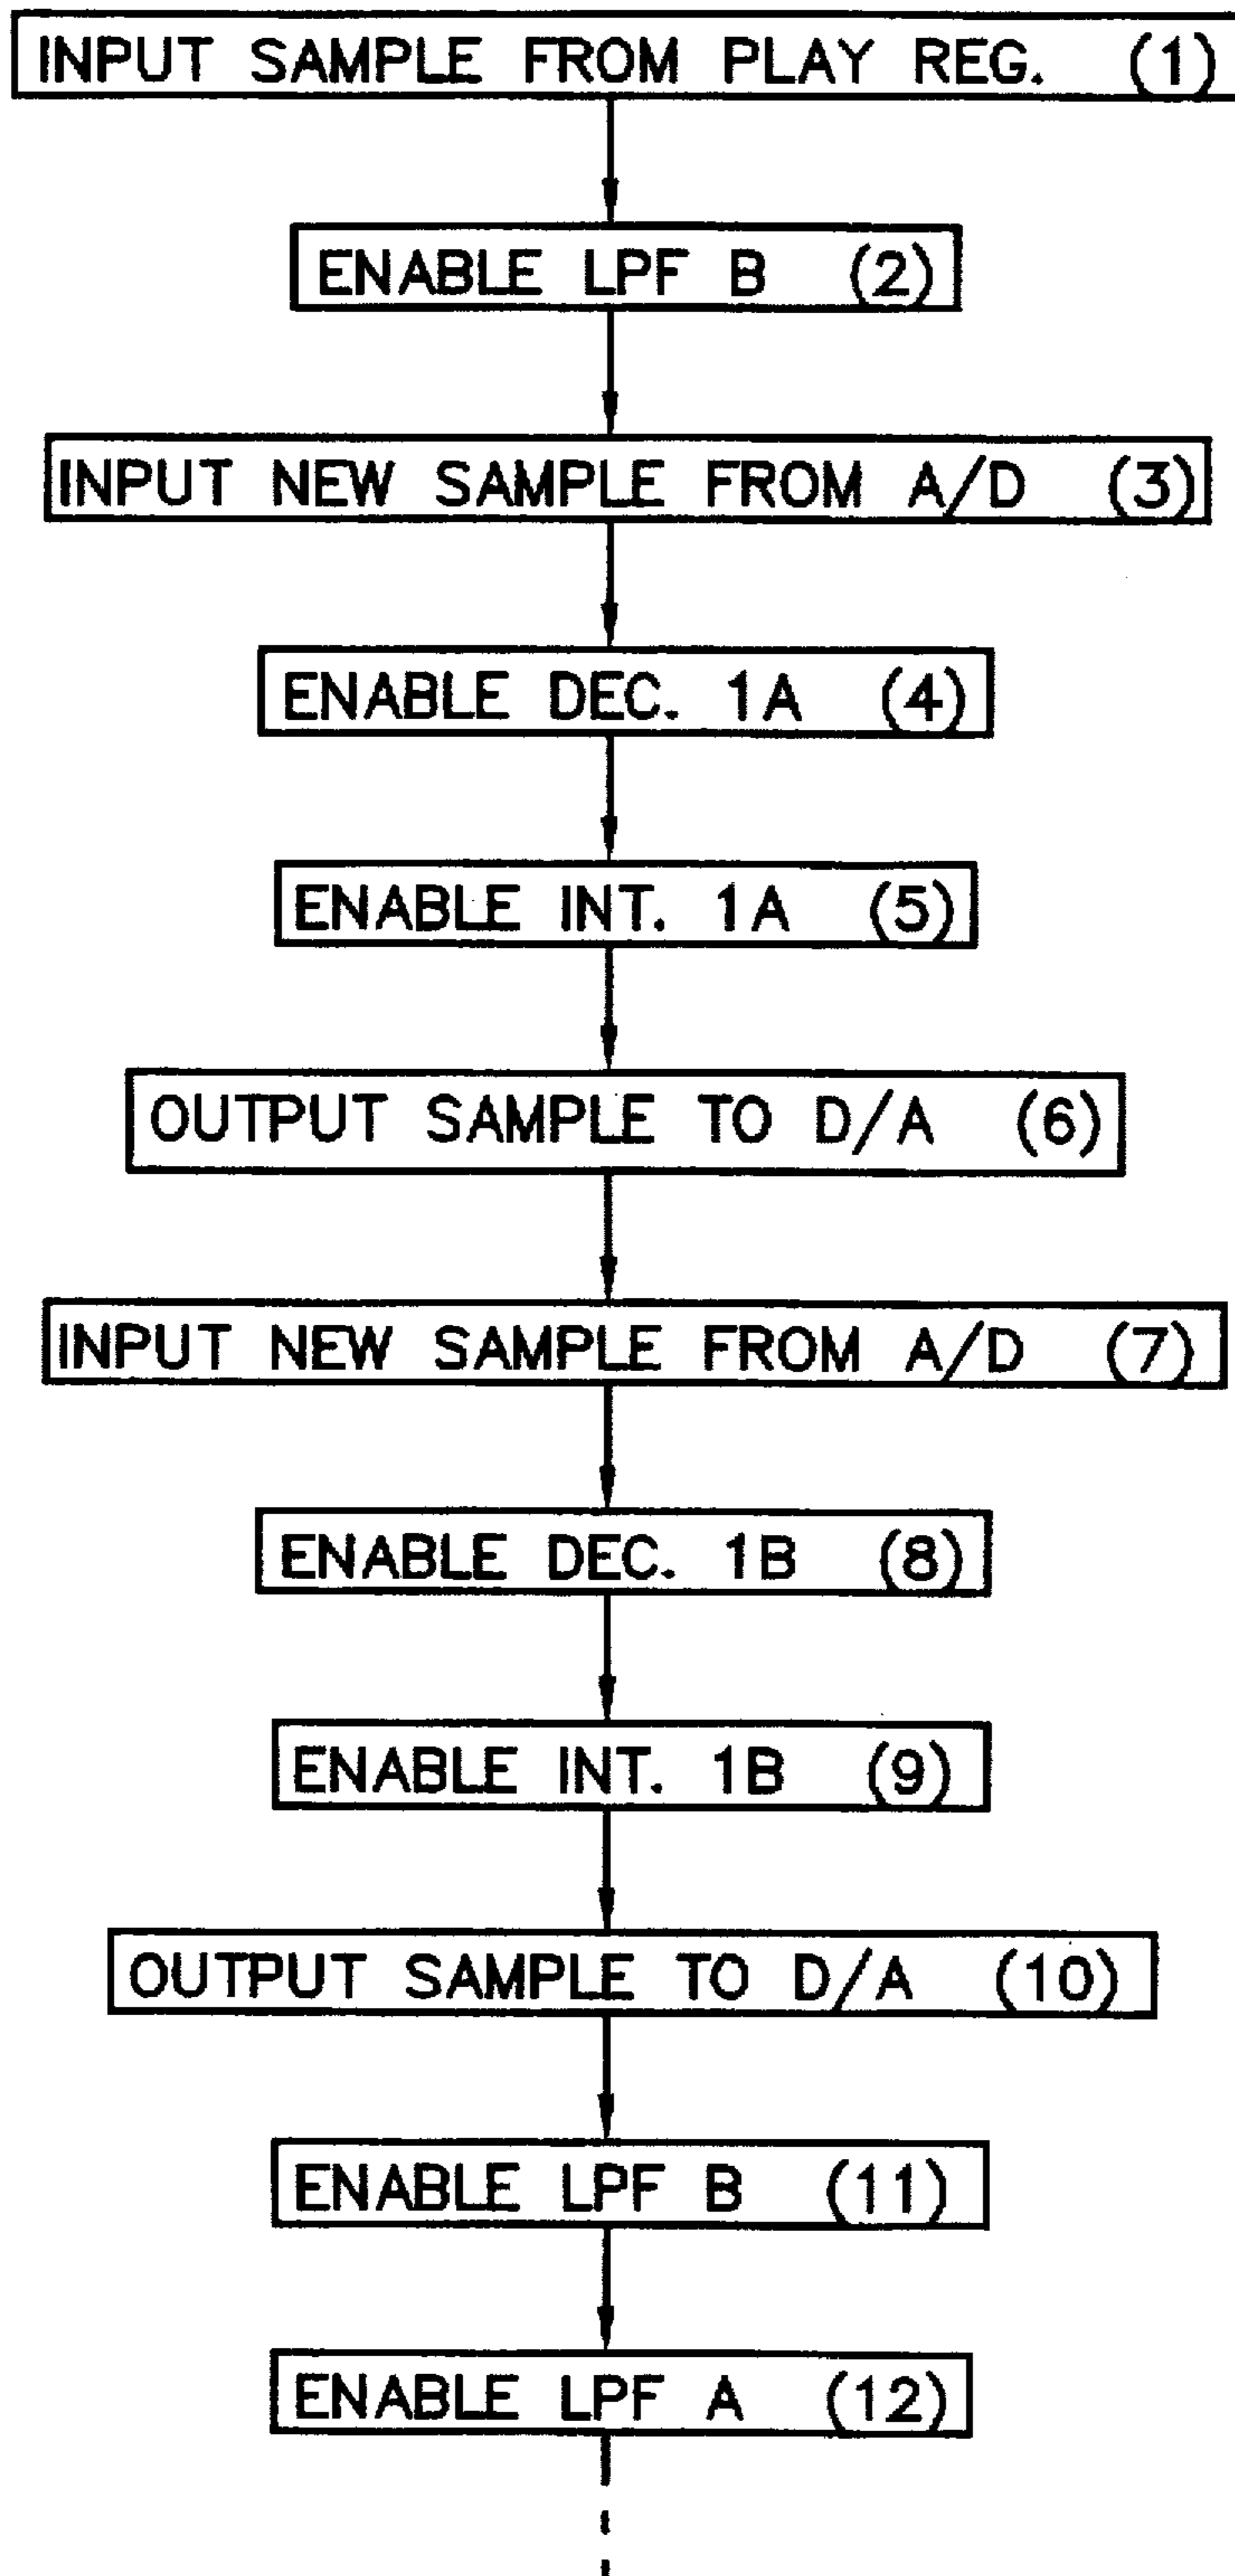 INPUT SAMPLE FROM PLAY REG. (1)
ENABLE LPF B (2)
INPUT NEW SAMPLE FROM A/D (3)
ENABLE DEC. 1A (4)
ENABLE INT. 1A (5)
OUTPUT SAMPLE TO D/A (6)
INPUT NEW SAMPLE FROM A/D (7)
ENABLE DEC. 1B (8)
ENABLE INT. 1B (9)
OUTPUT SAMPLE TO D/A (10)
ENABLE LPF B (11)
ENABLE LPF A (12)